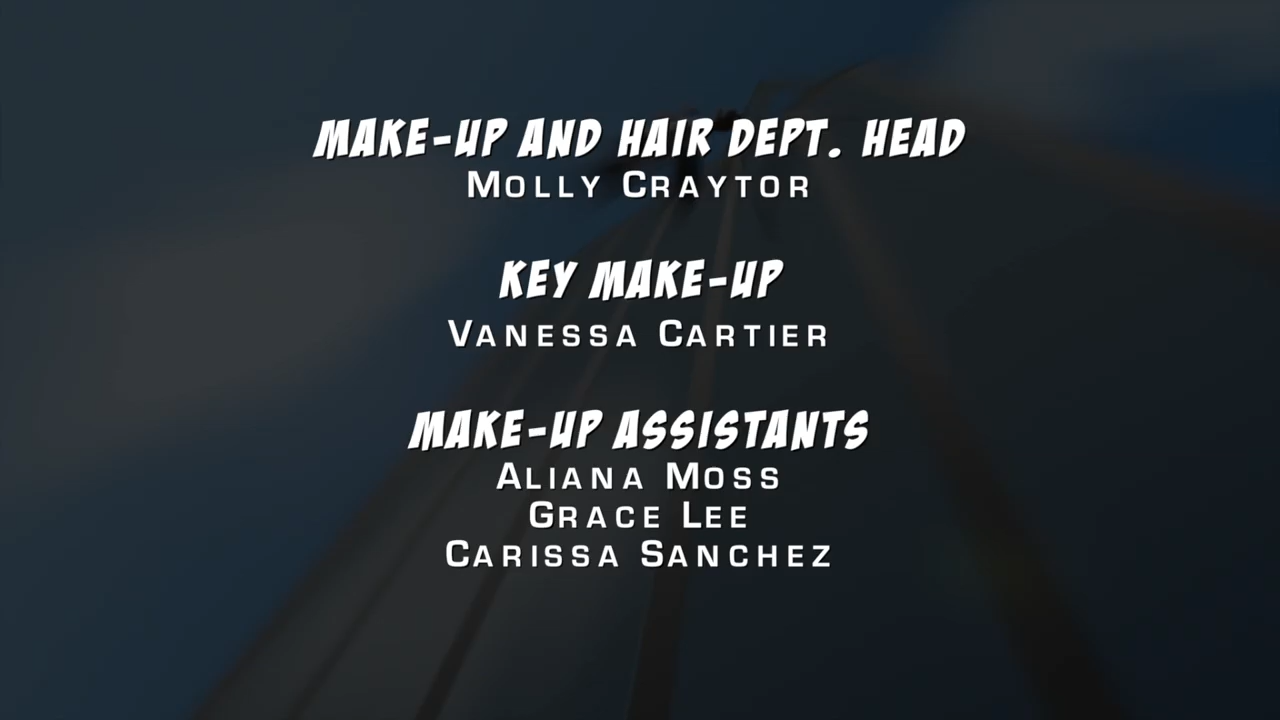 MAKE-UP AND HAIR DEPT. HEAD
MOLLY CRAYTOR
KEY MAKE-UP
VANESSA CARTIER
MAKE-UP ASSISTANTS
ALIANA MOSS
GRACE LEE
CARISSA SANCHEZ